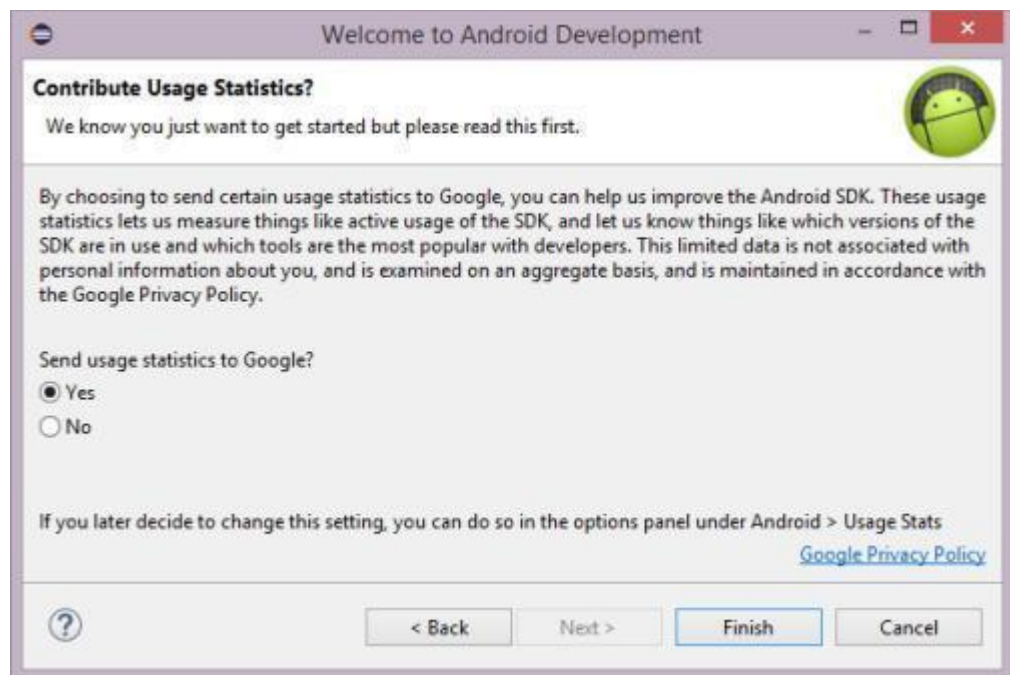 Welcome to Android Development
Contribute Usage Statistics?
We know you just want to get started but please read this first.
By choosing to send certain usage statistics to Google, you can help us improve the Android SDK. These usage
statistics lets us measure things like active usage of the SDK, and let us know things like which versions of the
SDK are in use and which tools are the most popular with developers. This limited data is not associated with
personal information about you, and is examined on an aggregate basis, and is maintained in accordance with
the Google Privacy Policy.
Send usage statistics to Google?
Yes
No
If you later decide to change this setting, you can do so in the options panel under Android > Usage Stats
Google Privacy Policy
? < Back Next > Finish Cancel